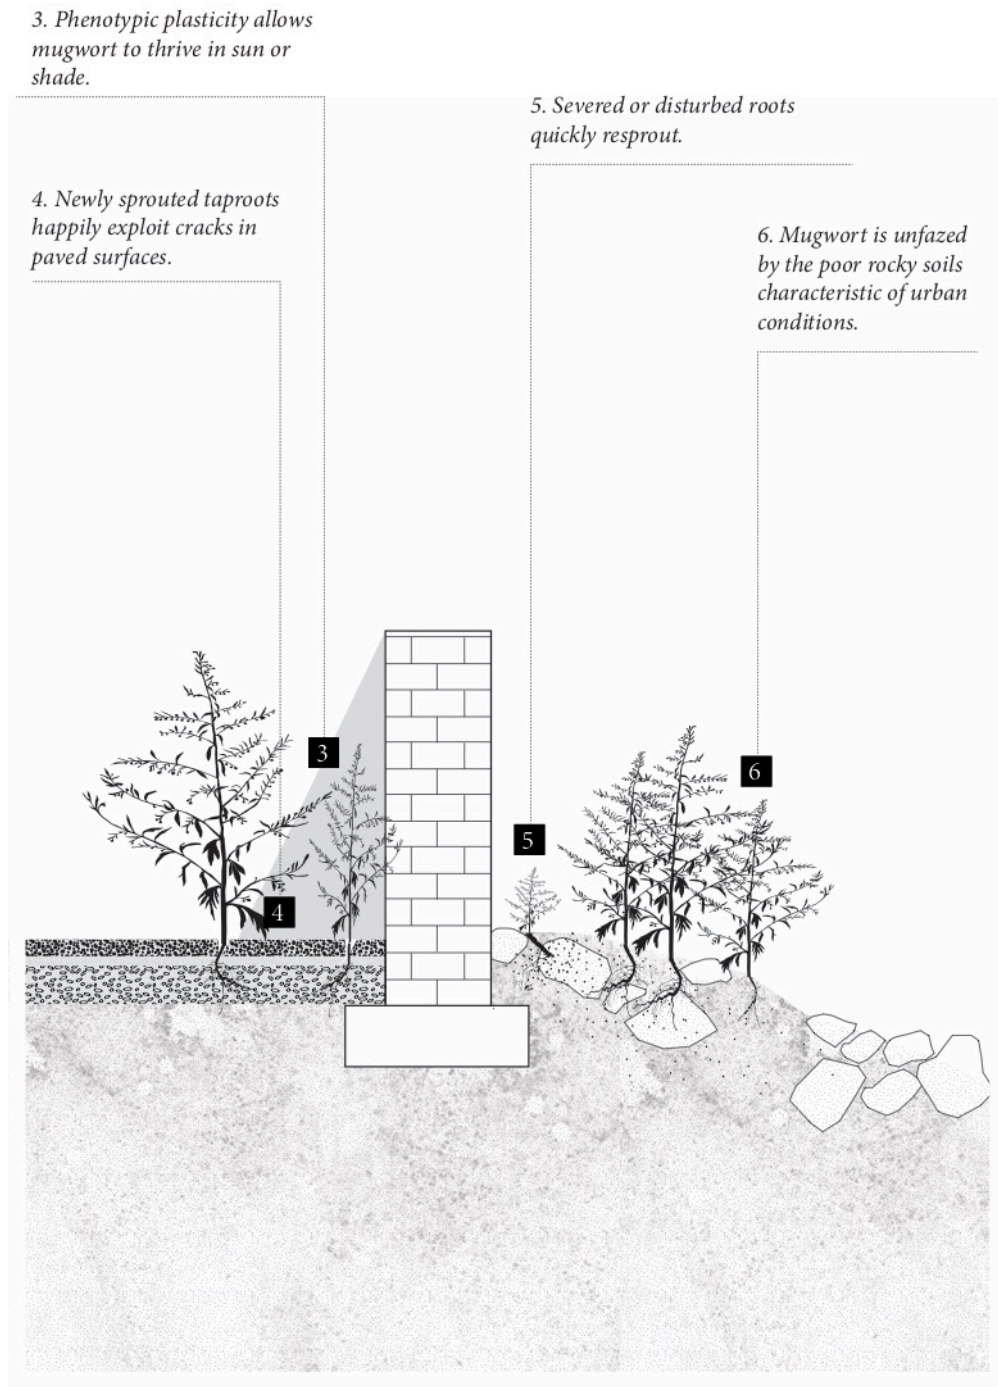 3. Phenotypic plasticity allows
mugwort to thrive in sun or
shade.
4. Newly sprouted taproots
happily exploit cracks in
paved surfaces.
5. Severed or disturbed roots
quickly resprout.
6. Mugwort is unfazed
by the poor rocky soils
characteristic of urban
conditions.
3
6
5
4